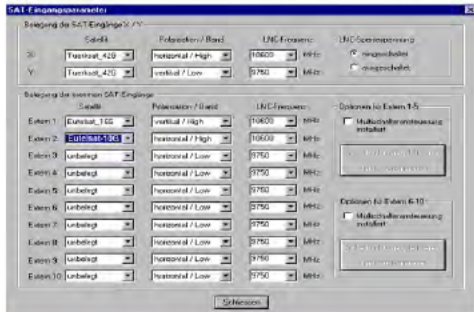 SAT-Eingangsparameter
Belegung der SAT-Eingänge X / Y
Satellit Polarisation / Band LNC-Frequenz LNC-Speisespannung
X: Tuerksat_42G horizontal / High 10600 MHz eingeschaltet
Y: Tuerksat_42G vertikal / Low 9750 MHz ausgeschaltet
Belegung der externen SAT-Eingänge
Satellit Polarisation / Band LNC-Frequenz Optionen für Extern 1-5
Extern 1 Eutelsat_16G vertikal / High 10600 MHz Multischaltersteuerung
installiert
Extern 2 Eutelsat-10G horizontal / High 10600 MHz
Extern 3 unbelegt horizontal / Low 9750 MHz
Extern 4 unbelegt horizontal / Low 9750 MHz
Extern 5 unbelegt horizontal / Low 9750 MHz
Optionen für Extern 6-10
Extern 6 unbelegt horizontal / Low 9750 MHz Multischaltersteuerung
installiert
Extern 7 unbelegt horizontal / Low 9750 MHz
Extern 8 unbelegt horizontal / Low 9750 MHz
Extern 9 unbelegt horizontal / Low 9750 MHz
Extern 10 unbelegt horizontal / Low 9750 MHz
Schliessen